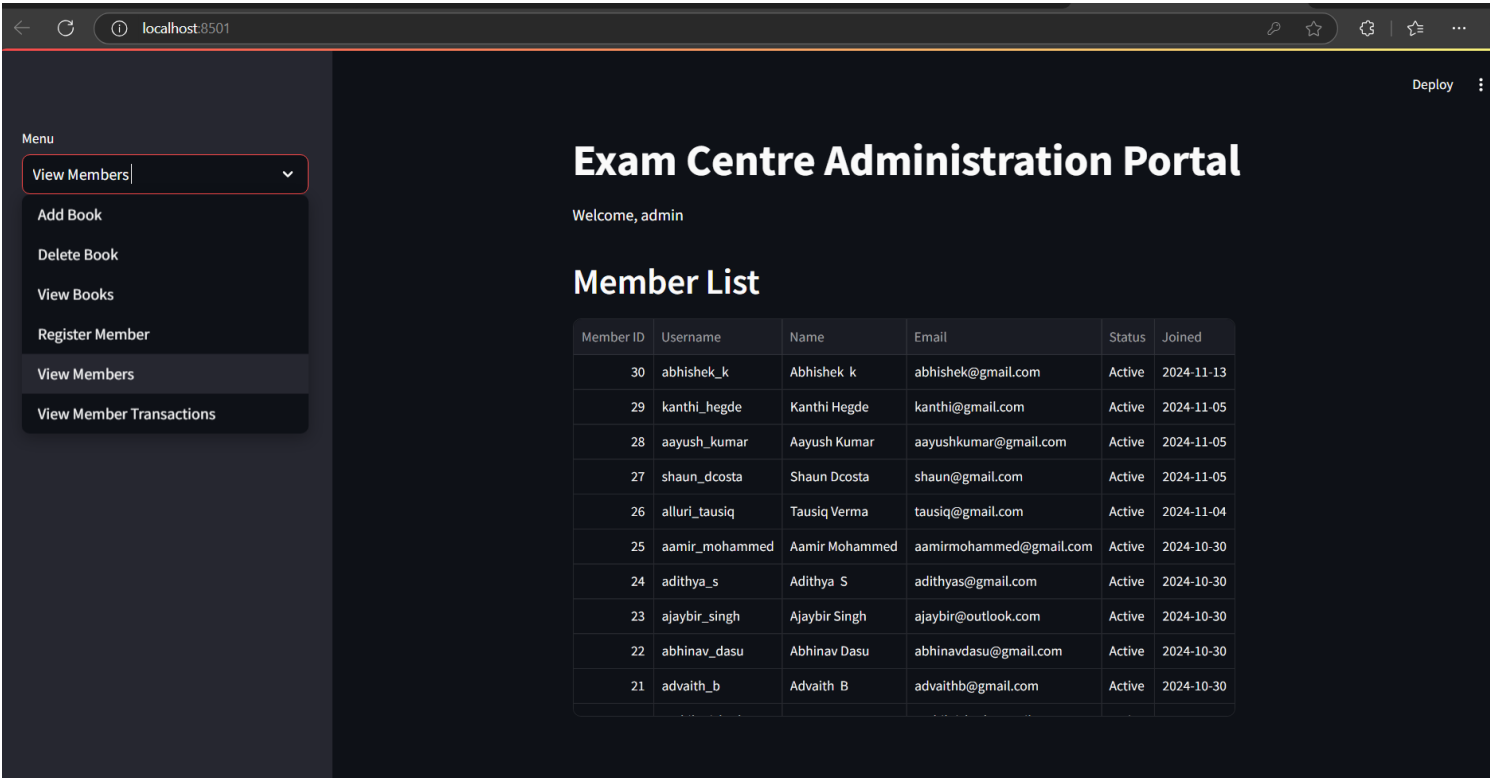 localhost:8501
Deploy
Menu
View Members
Add Book
Delete Book
View Books
Register Member
View Members
View Member Transactions
Exam Centre Administration Portal
Welcome, admin
Member List
Member ID Username Name Email Status Joined
30 abhishek_k Abhishek k abhishek@gmail.com Active 2024-11-13
29 kanthi_hegde Kanthi Hegde kanthi@gmail.com Active 2024-11-05
28 aayush_kumar Aayush Kumar aayushkumar@gmail.com Active 2024-11-05
27 shaun_dcosta Shaun Dcosta shaun@gmail.com Active 2024-11-05
26 alluri_tausiq Tausiq Verma tausiq@gmail.com Active 2024-11-04
25 aamir_mohammed Aamir Mohammed aamirmohammed@gmail.com Active 2024-10-30
24 adithya_s Adithya S adithyas@gmail.com Active 2024-10-30
23 ajaybir_singh Ajaybir Singh ajaybir@outlook.com Active 2024-10-30
22 abhinav_dasu Abhinav Dasu abhinavdasu@gmail.com Active 2024-10-30
21 advaith_b Advaith B advaithb@gmail.com Active 2024-10-30